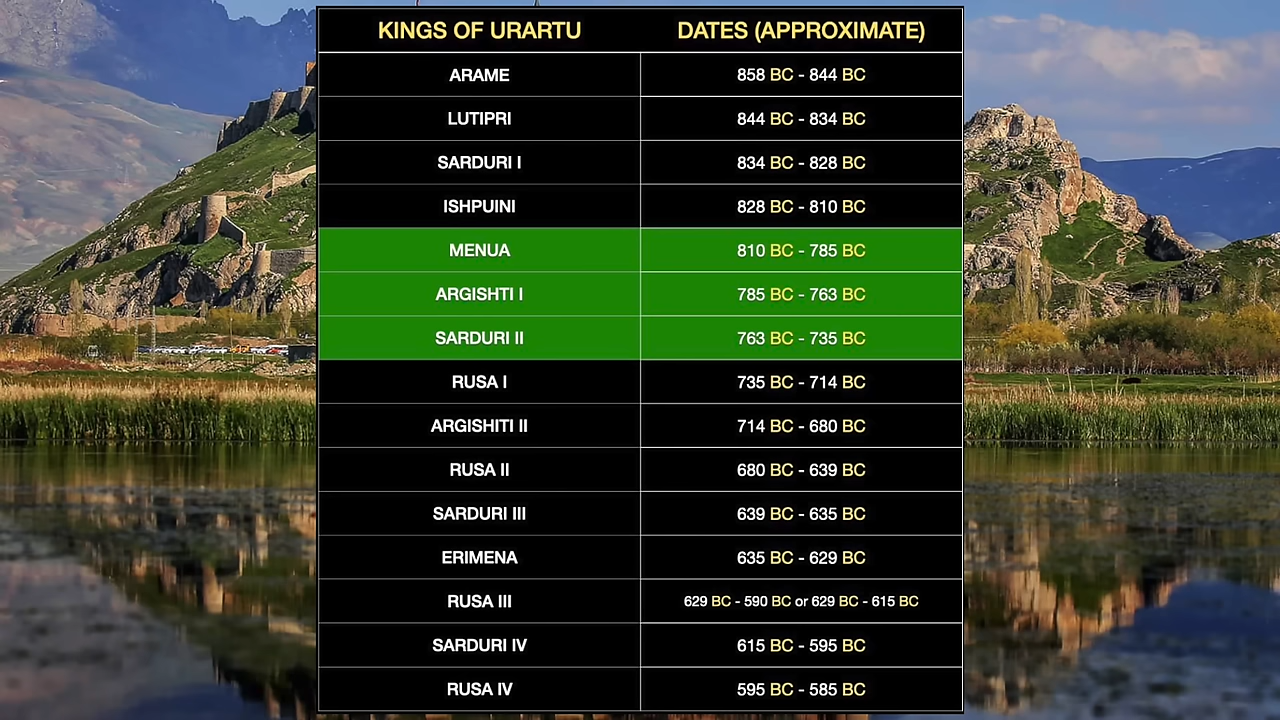 KINGS OF URARTU DATES (APPROXIMATE)
ARAME 858 BC - 844 BC
LUTIPRI 844 BC - 834 BC
SARDURI I 834 BC - 828 BC
ISHPUINI 828 BC - 810 BC
MENUA 810 BC - 785 BC
ARGISHTI I 785 BC - 763 BC
SARDURI II 763 BC - 735 BC
RUSA I 735 BC - 714 BC
ARGISHITI II 714 BC - 680 BC
RUSA II 680 BC - 639 BC
SARDURI III 639 BC - 635 BC
ERIMENA 635 BC - 629 BC
RUSA III 629 BC - 590 BC or 629 BC - 615 BC
SARDURI IV 615 BC - 595 BC
RUSA IV 595 BC - 585 BC